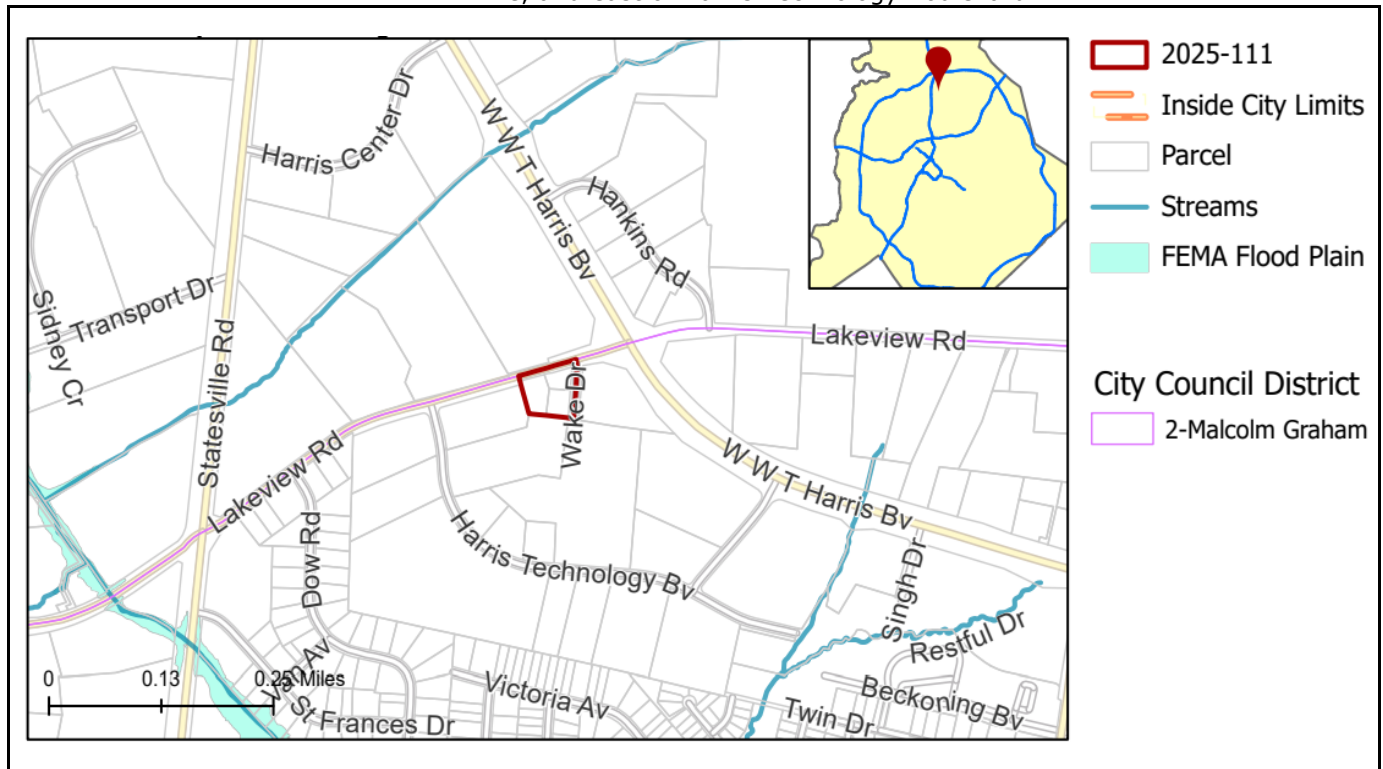 2025-111
Inside City Limits
Parcel
Streams
FEMA Flood Plain
City Council District
2-Malcolm Graham
Harris Center Dr
W W T Harris Bv
Hankins Rd
Transport Dr
Sidney Cr
Statesville Rd
Lakeview Rd
Wake Dr
Lakeview Rd
W W T Harris Bv
Dow Rd
Harris Technology Bv
Singh Dr
Restful Dr
Van Av
St Frances Dr
Victoria Av
Twin Dr
Beckoning Bv
0 0.13 0.25 Miles